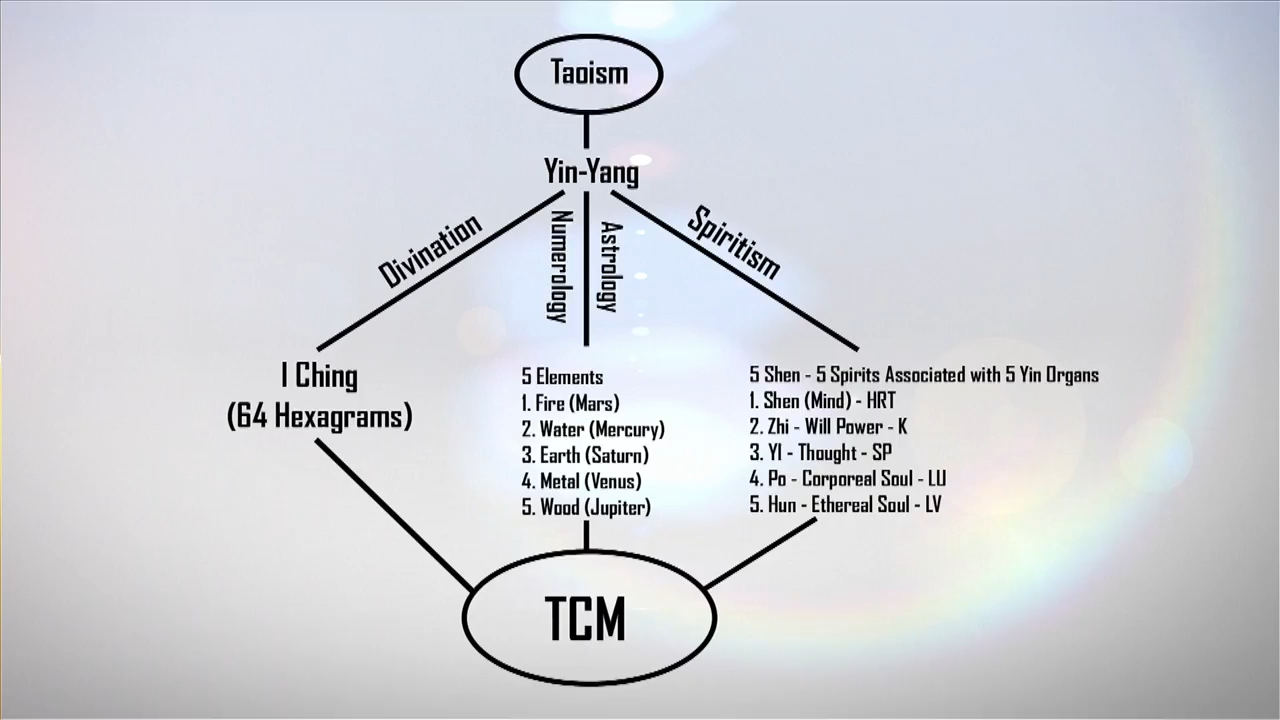 Taoism
Yin-Yang
Divination
Numerology
Astrology
Spiritism
I Ching
(64 Hexagrams)
5 Elements
1. Fire (Mars)
2. Water (Mercury)
3. Earth (Saturn)
4. Metal (Venus)
5. Wood (Jupiter)
5 Shen - 5 Spirits Associated with 5 Yin Organs
1. Shen (Mind) - HRT
2. Zhi - Will Power - K
3. YI - Thought - SP
4. Po - Corporeal Soul - LU
5. Hun - Ethereal Soul - LV
TCM